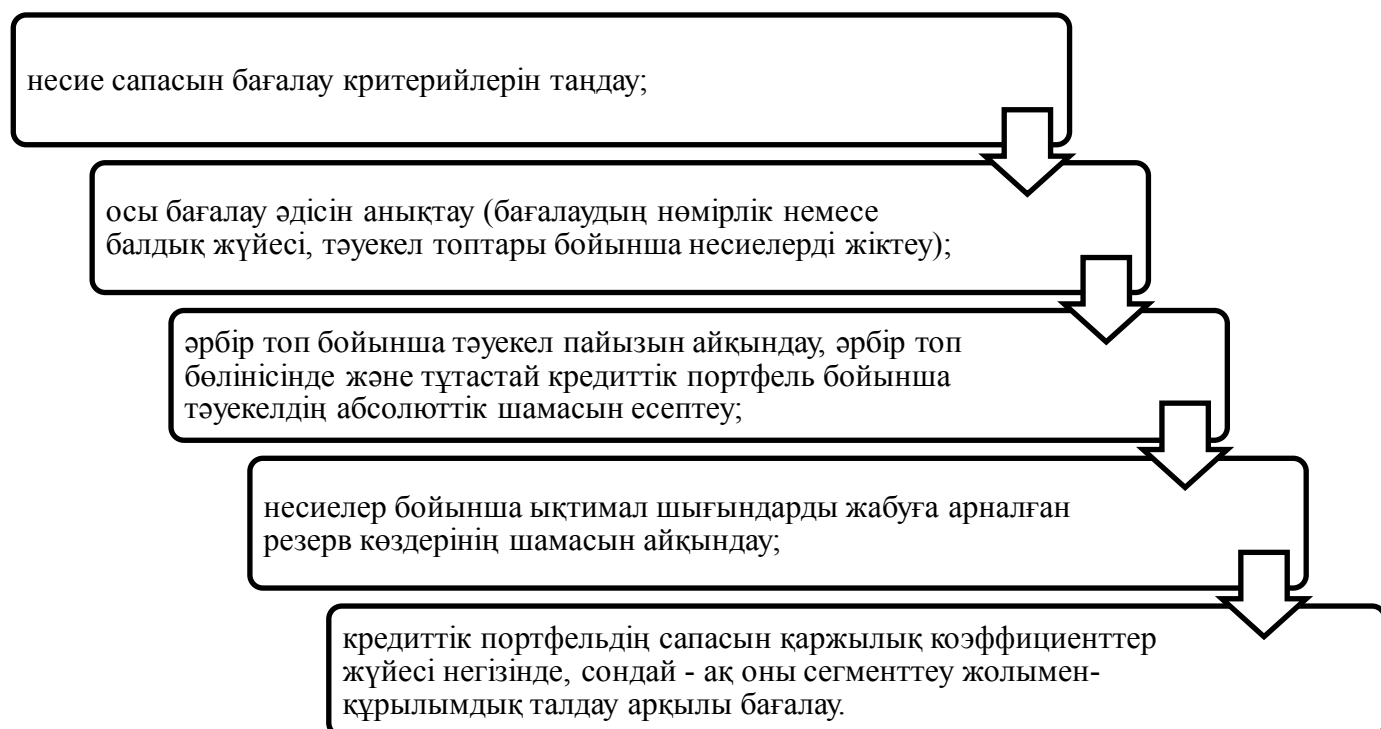 несие сапасын бағалау критерийлерін таңдау;
осы бағалау әдісін анықтау (бағалаудың нөмірлік немесе
балдық жүйесі, тәуекел топтары бойынша несиелерді жіктеу);
әрбір топ бойынша тәуекел пайызын айқындау, әрбір топ
бөлінісінде және тұтастай кредиттік портфель бойынша
тәуекелдің абсолюттік шамасын есептеу;
несиелер бойынша ықтимал шығындарды жабуға арналған
резерв көздерінің шамасын айқындау;
кредиттік портфельдің сапасын қаржылық коэффициенттер
жүйесі негізінде, сондай - ақ оны сегменттеу жолымен-
құрылымдық талдау арқылы бағалау.